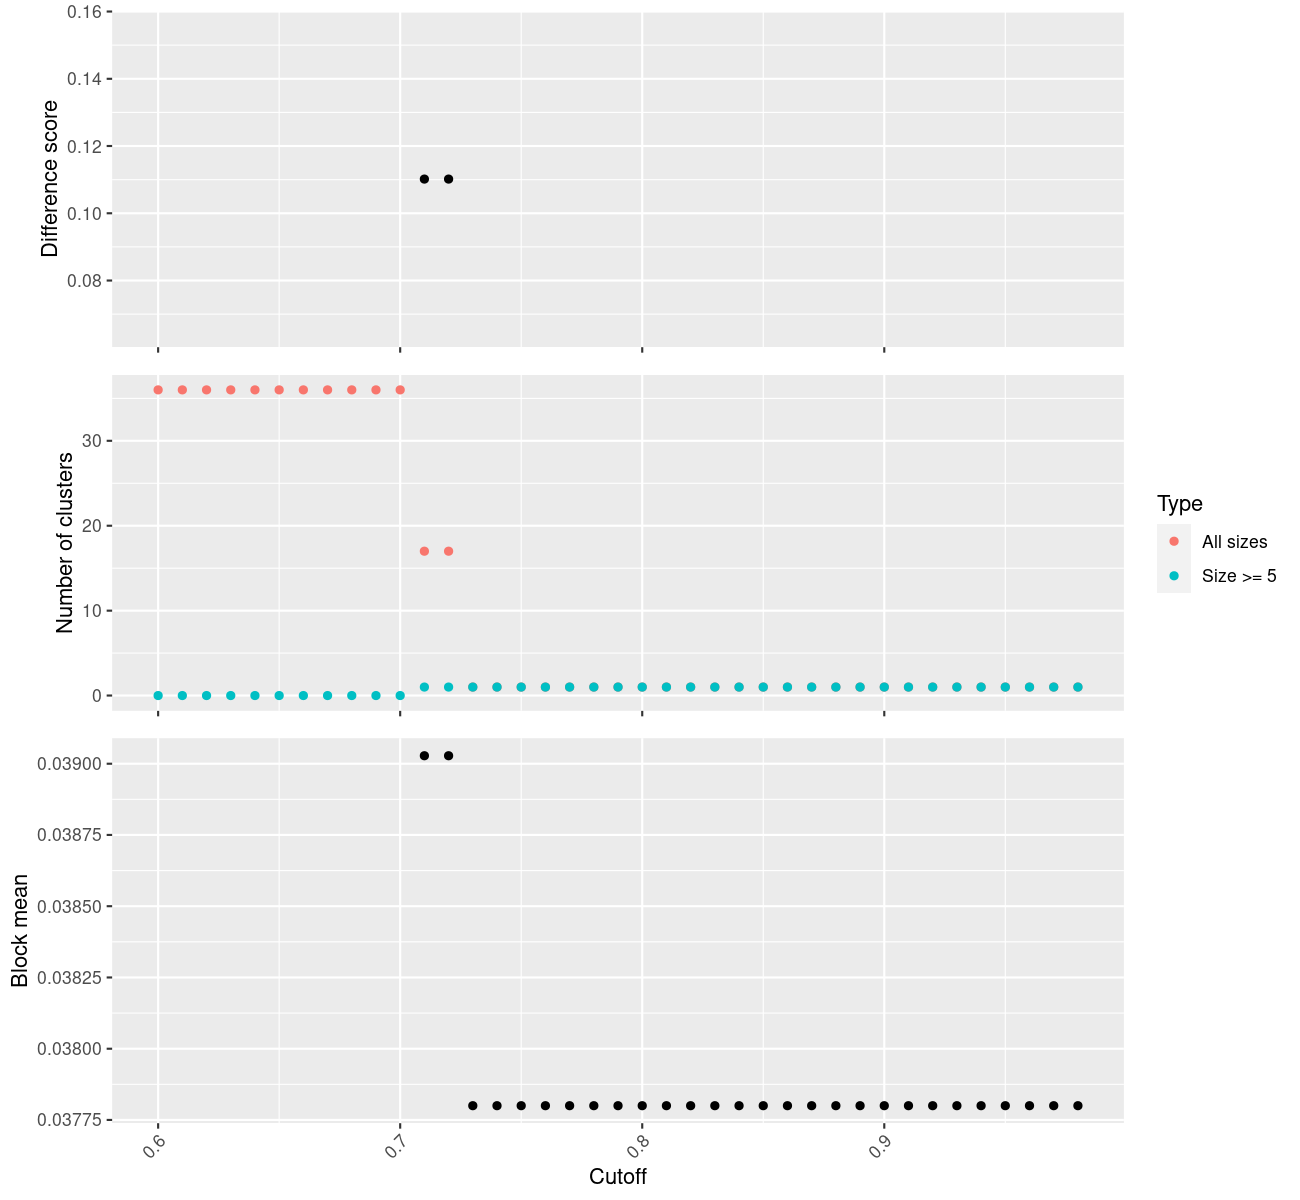 0.16
0.14
0.12
0.10
0.08
Difference score
30
20
10
0
Number of clusters
Type
All sizes
Size >= 5
0.03900
0.03875
0.03850
0.03825
0.03800
0.03775
Block mean
0.6
0.7
0.8
0.9
Cutoff